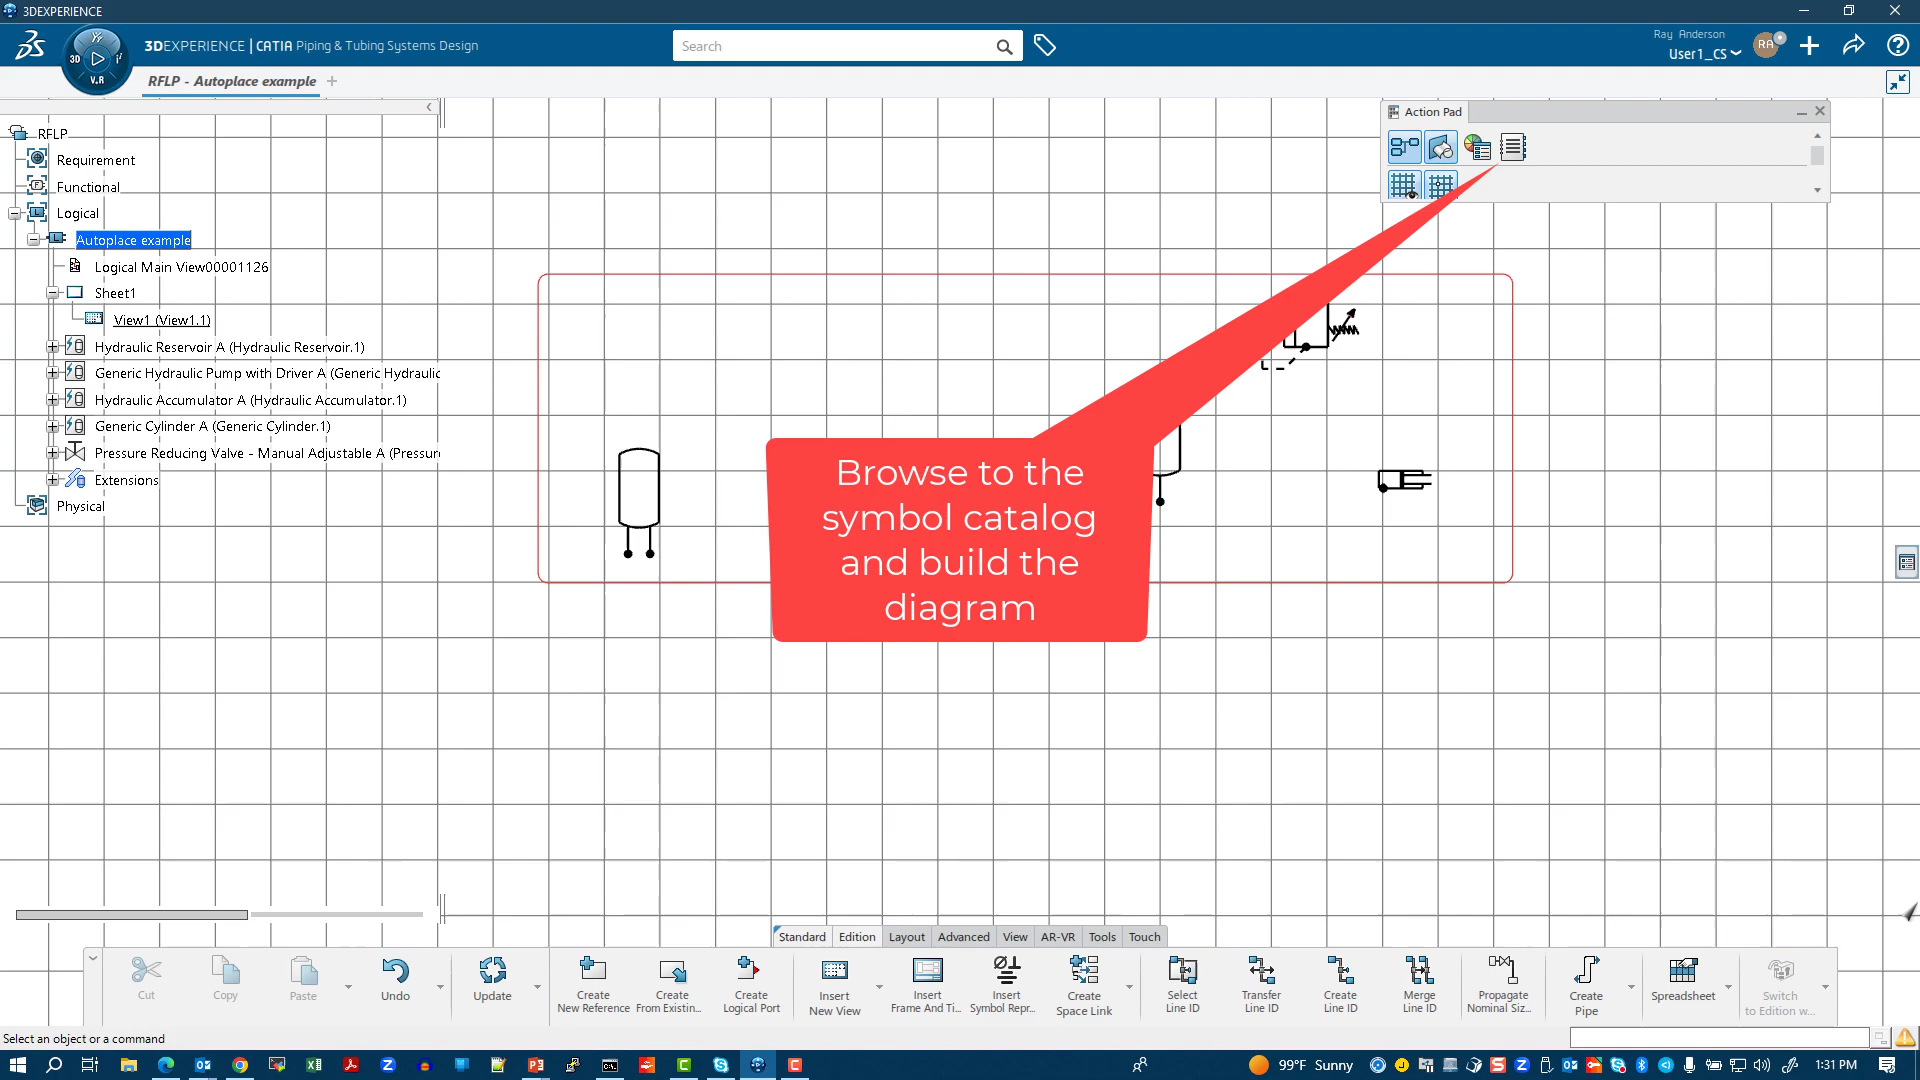 3DEXPERIENCE
3DEXPERIENCE | CATIA Piping & Tubing Systems Design
Search
Ray Anderson
User1_CS
RA
3D
V.R
RFLP - Autoplace example
Action Pad
RFLP
Requirement
Functional
Logical
Autoplace example
Logical Main View00001126
Sheet1
View1 (View1.1)
Hydraulic Reservoir A (Hydraulic Reservoir.1)
Generic Hydraulic Pump with Driver A (Generic Hydraulic
Hydraulic Accumulator A (Hydraulic Accumulator.1)
Generic Cylinder A (Generic Cylinder.1)
Pressure Reducing Valve - Manual Adjustable A (Pressure
Extensions
Physical
Browse to the
symbol catalog
and build the
diagram
Standard Edition Layout Advanced View AR-VR Tools Touch
Cut
Copy
Paste
Undo
Update
Create
New Reference
Create
From Existin...
Create
Logical Port
Insert
New View
Insert
Frame And Ti...
Insert
Symbol Repr...
Create
Space Link
Select
Line ID
Transfer
Line ID
Create
Line ID
Merge
Line ID
Propagate
Nominal Siz...
Create
Pipe
Spreadsheet
Switch
to Edition w...
Select an object or a command
99°F Sunny
1:31 PM